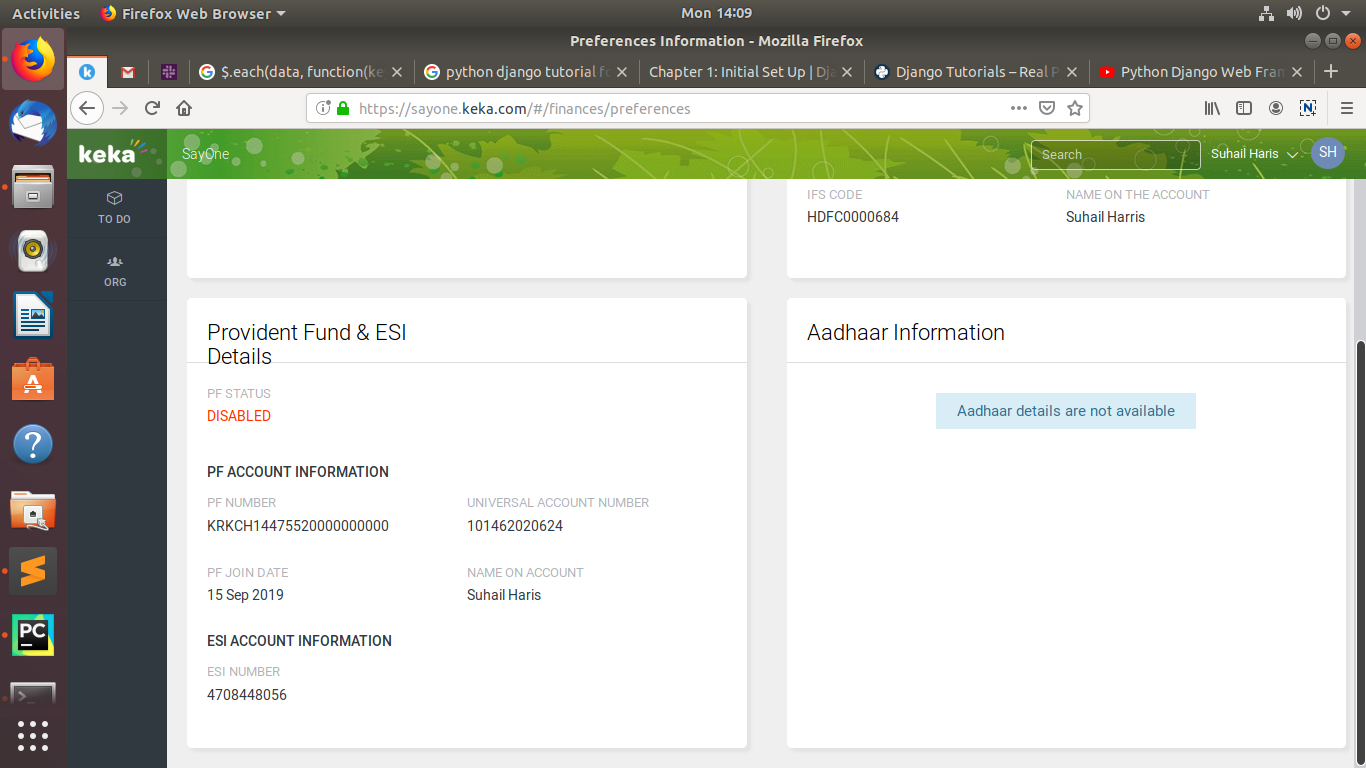 Activities
Firefox Web Browser
Mon 14:09
Preferences Information - Mozilla Firefox
$.each(data, function(ke
python django tutorial fo
Chapter 1: Initial Set Up | Dja
Django Tutorials – Real P
Python Django Web Fram
https://sayone.keka.com/#/finances/preferences
keka
SayOne
Search
Suhail Haris
SH
TO DO
ORG
IFS CODE
NAME ON THE ACCOUNT
HDFC0000684
Suhail Harris
Provident Fund & ESI
Details
PF STATUS
DISABLED
PF ACCOUNT INFORMATION
PF NUMBER
UNIVERSAL ACCOUNT NUMBER
KRKCH14475520000000000
101462020624
PF JOIN DATE
NAME ON ACCOUNT
15 Sep 2019
Suhail Haris
ESI ACCOUNT INFORMATION
ESI NUMBER
4708448056
Aadhaar Information
Aadhaar details are not available
PC